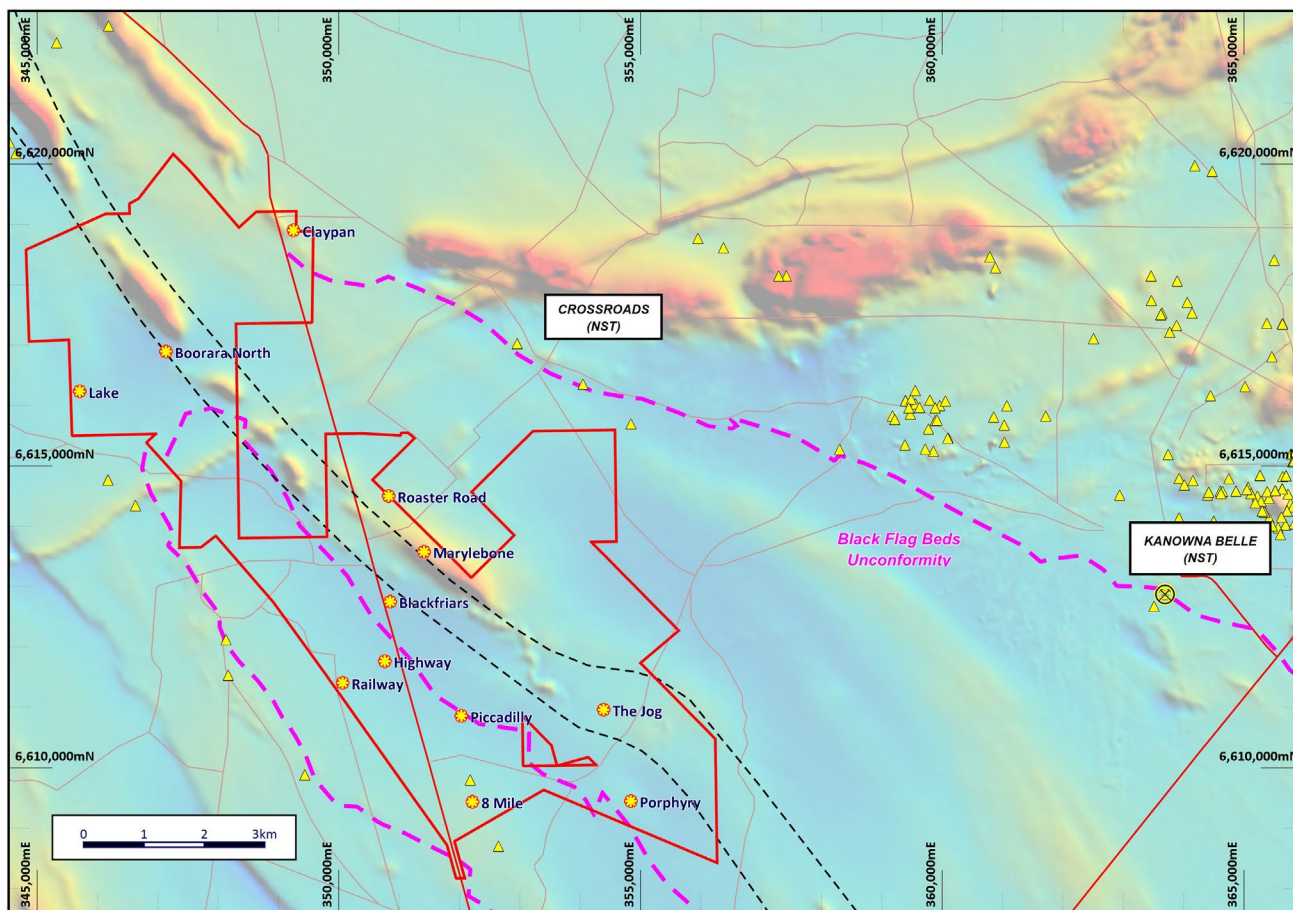 345,000mE
350,000mE
355,000mE
360,000mE
365,000mE
6,620,000mN
6,620,000mN
Claypan
CROSSROADS
(NST)
Boorara North
Lake
6,615,000mN
6,615,000mN
Roaster Road
Black Flag Beds
Unconformity
KANOWNA BELLE
(NST)
Marylebone
Blackfriars
Highway
Railway
Piccadilly
The Jog
6,610,000mN
6,610,000mN
8 Mile
Porphyry
0 1 2 3km
345,000mE
350,000mE
355,000mE
360,000mE
365,000mE